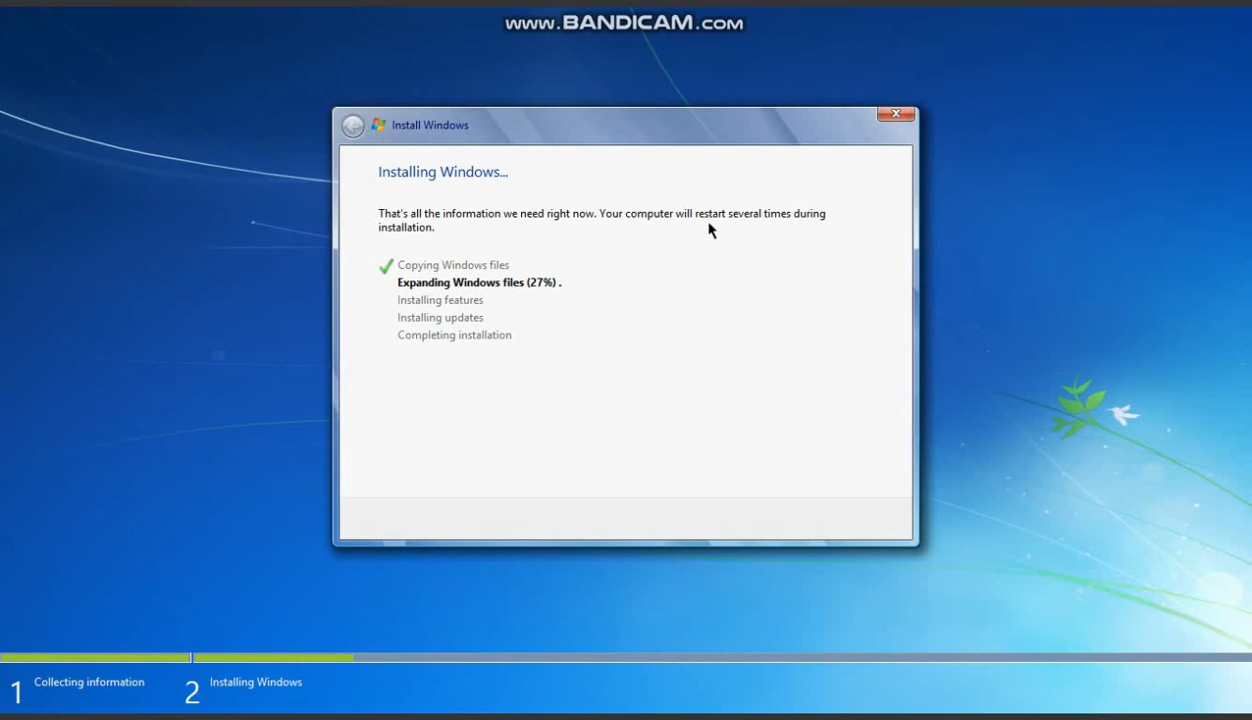 www.BANDICAM.com
Install Windows
Installing Windows...
That's all the information we need right now. Your computer will restart several times during
installation.
Copying Windows files
Expanding Windows files (27%) .
Installing features
Installing updates
Completing installation
1 Collecting information
2 Installing Windows